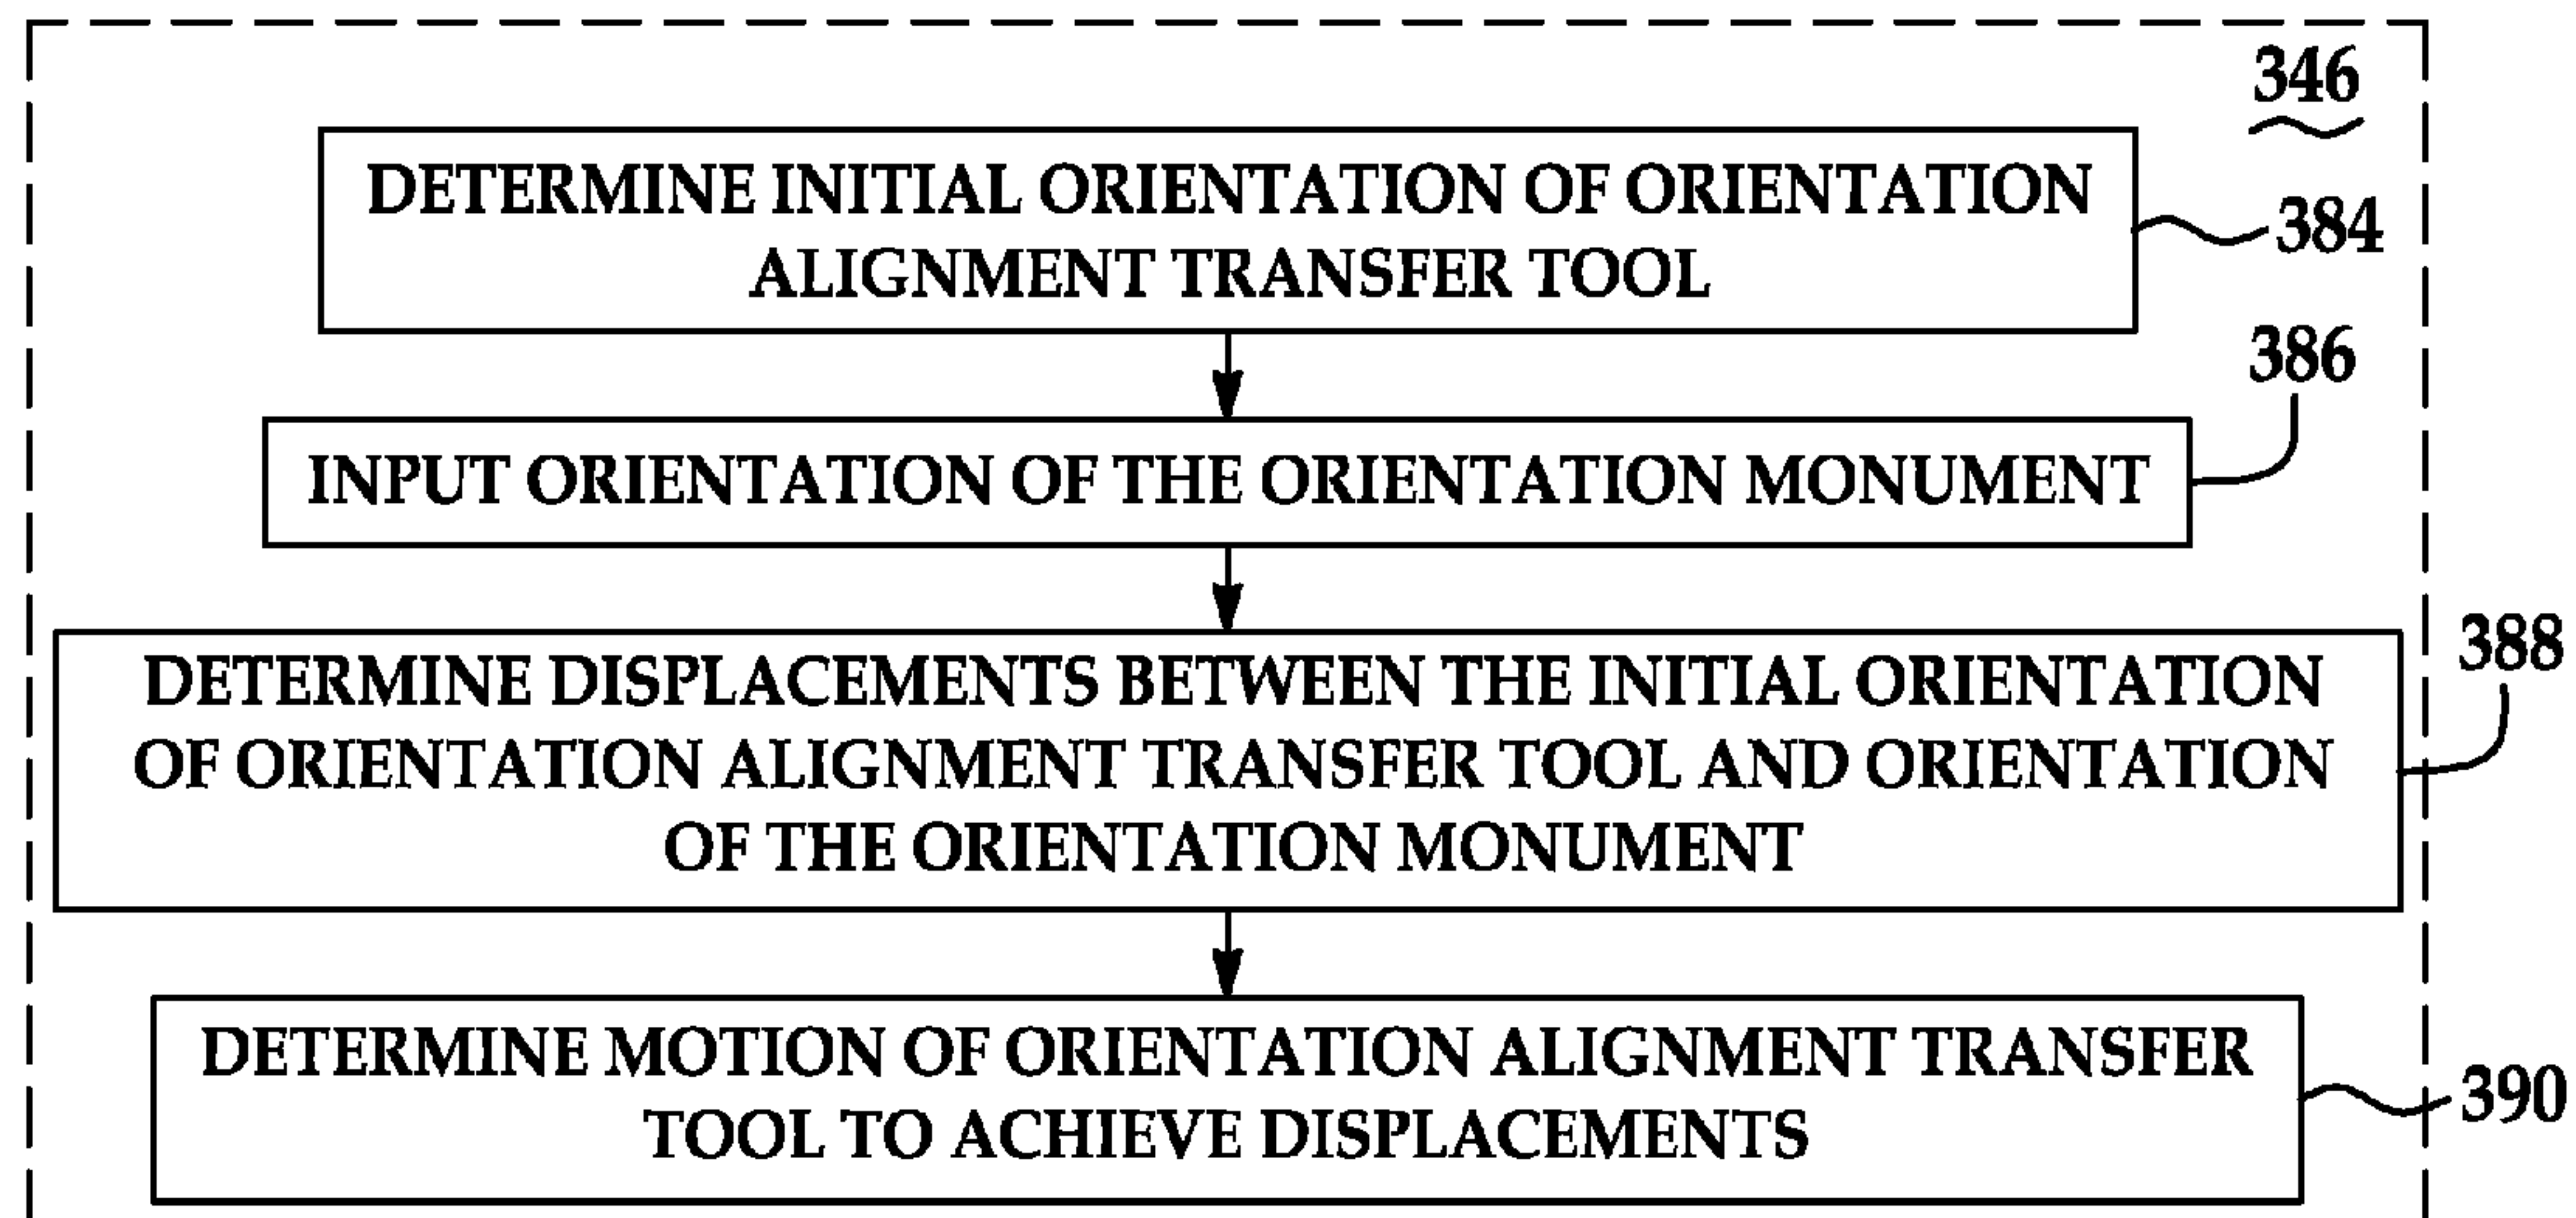 346
DETERMINE INITIAL ORIENTATION OF ORIENTATION
ALIGNMENT TRANSFER TOOL
384
386
INPUT ORIENTATION OF THE ORIENTATION MONUMENT
388
DETERMINE DISPLACEMENTS BETWEEN THE INITIAL ORIENTATION
OF ORIENTATION ALIGNMENT TRANSFER TOOL AND ORIENTATION
OF THE ORIENTATION MONUMENT
DETERMINE MOTION OF ORIENTATION ALIGNMENT TRANSFER
TOOL TO ACHIEVE DISPLACEMENTS
390